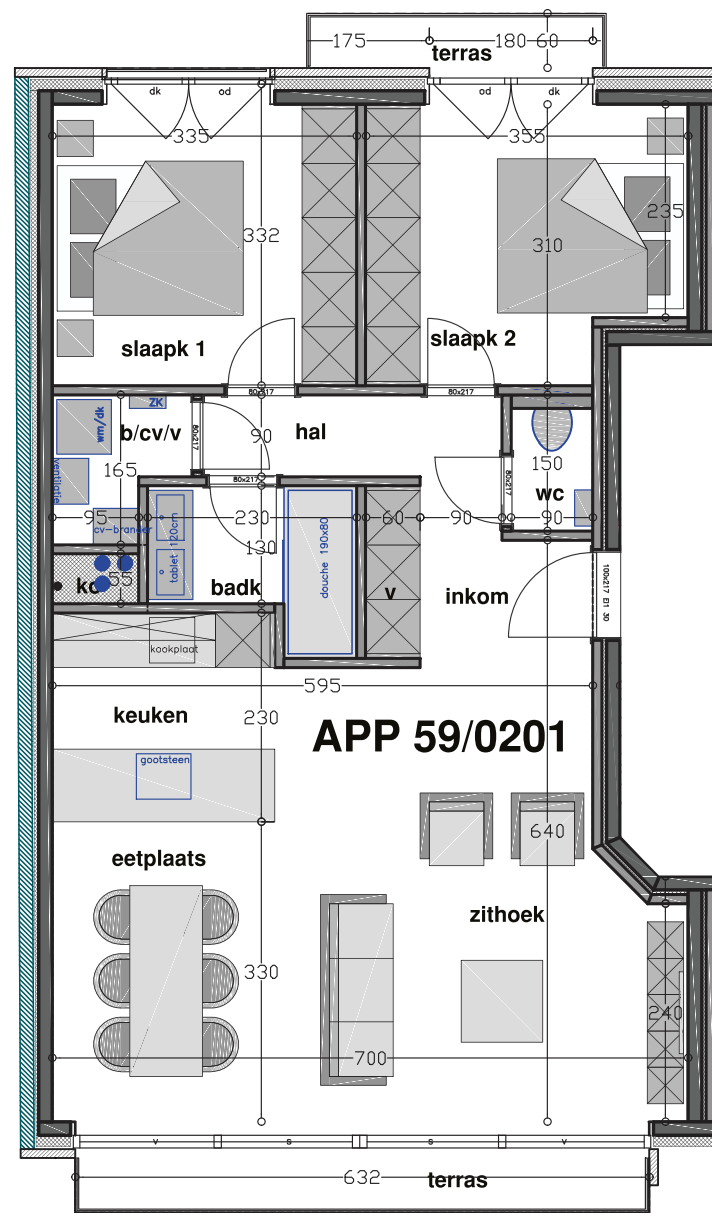 175
180
60
terras
dk
od
od
dk
335
355
235
332
310
slaapk 1
slaapk 2
80x217
80x217
ZK
wm/dk
b/cv/v
80x217
90
hal
150
ventilatie
165
80x217
80x217
wc
95
cv-brander
230
60
90
90
tablet 120cm
130
douche 190x80
55
badk
v
inkom
100x217 EI1 30
kookplaat
595
keuken
230
APP 59/0201
gootsteen
640
eetplaats
zithoek
330
240
700
v
s
s
v
632
terras